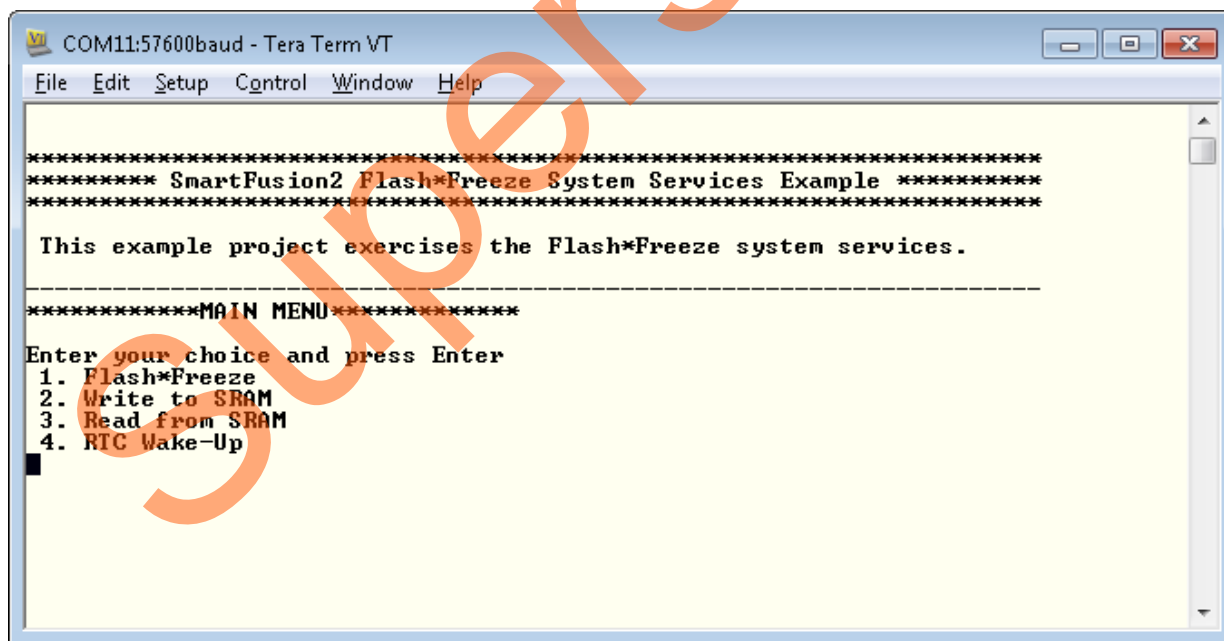 COM11:57600baud - Tera Term VT
File Edit Setup Control Window Help
**********************************************************************
********* SmartFusion2 Flash*Freeze System Services Example **********
**********************************************************************
This example project exercises the Flash*Freeze system services.
______________________________________________________________________
************MAIN MENU*************
Enter your choice and press Enter
1. Flash*Freeze
2. Write to SRAM
3. Read from SRAM
4. RTC Wake-Up
Supers